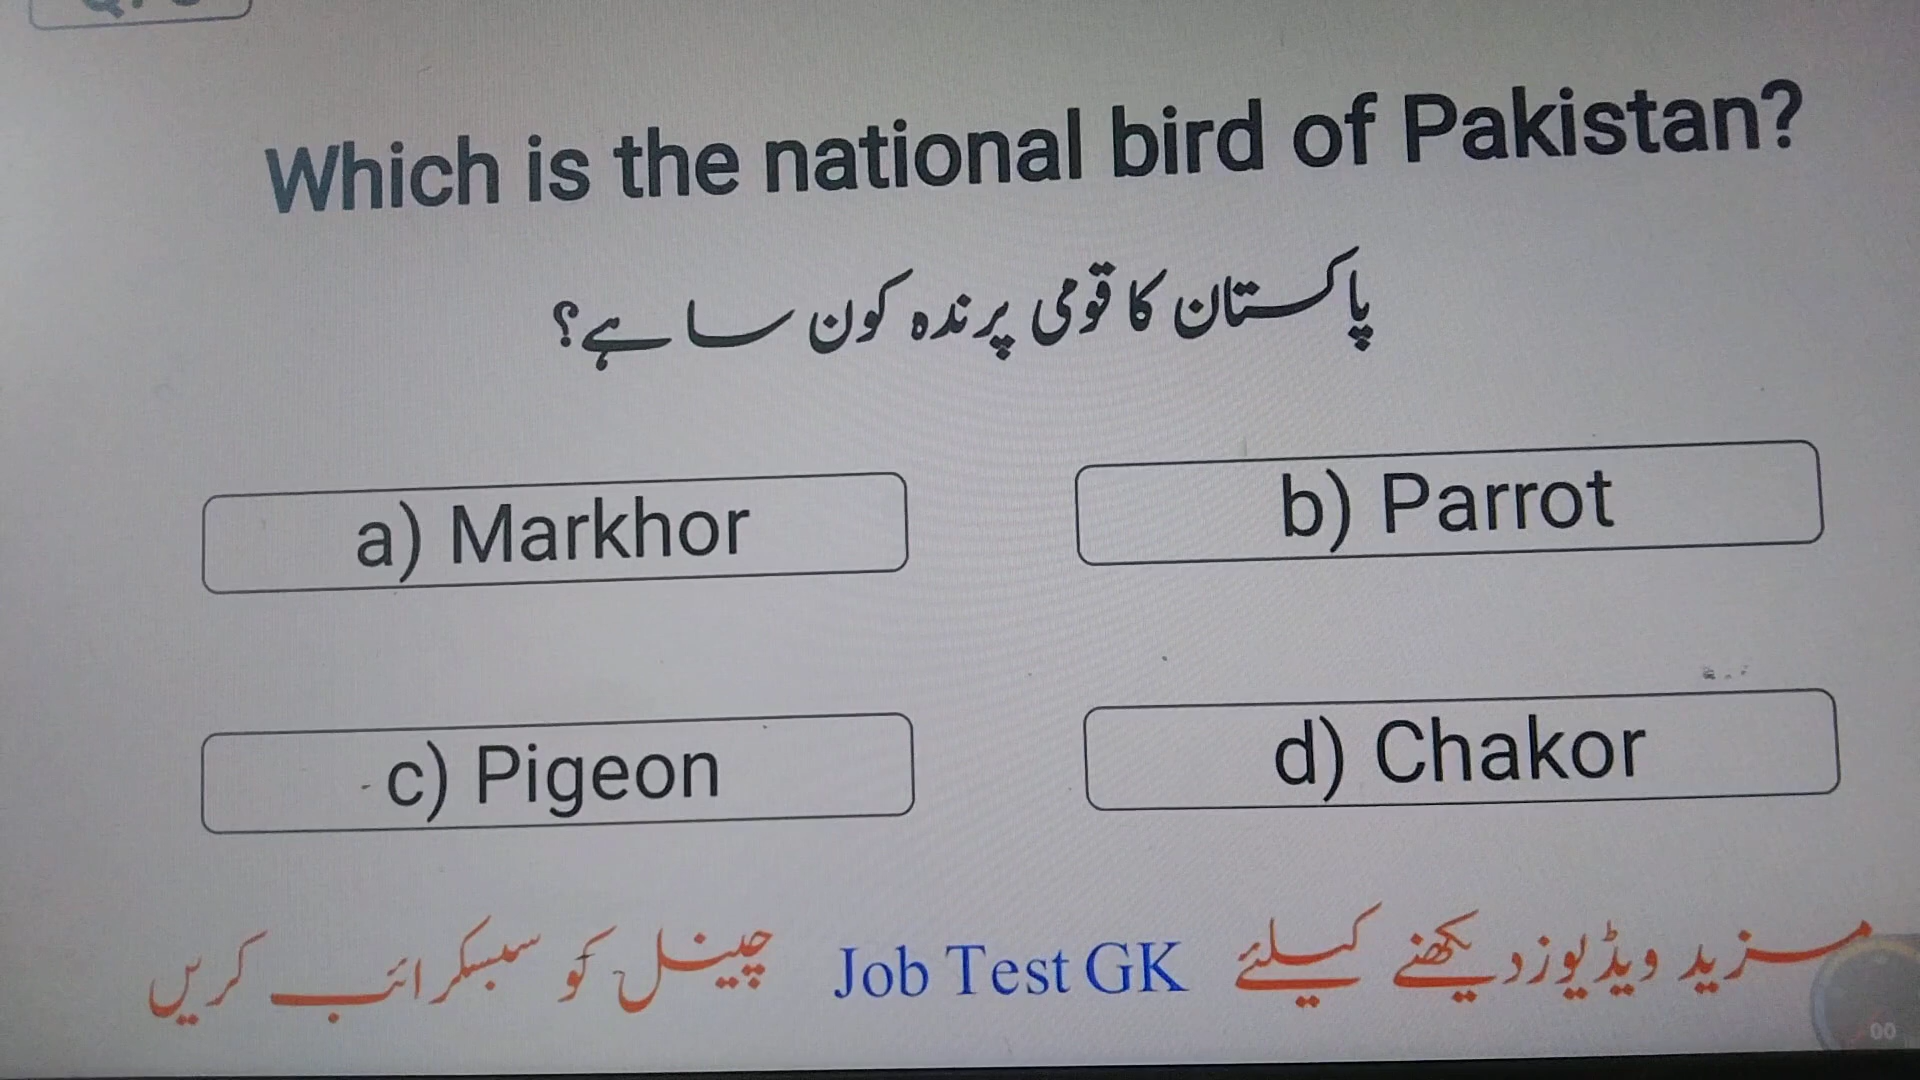 Which is the national bird of Pakistan?
پاکستان کا قومی پرندہ کون سا ہے؟
a) Markhor
b) Parrot
c) Pigeon
d) Chakor
مزید ویڈیوز دیکھنے کیلئے Job Test GK چینل کو سبسکرائب کریں
00